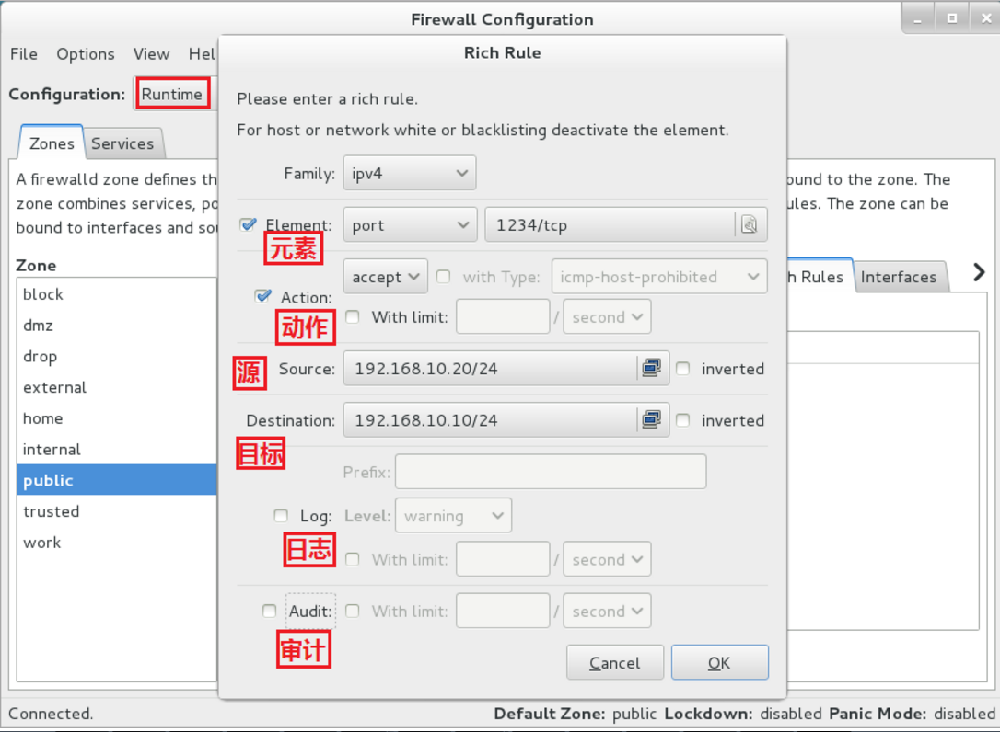 Firewall Configuration
File Options View Hel
Configuration: Runtime
Zones Services
A firewalld zone defines th
zone combines services, po
bound to interfaces and sou
Zone
block
dmz
drop
external
home
internal
public
trusted
work
Rich Rule
Please enter a rich rule.
For host or network white or blacklisting deactivate the element.
Family: ipv4
Element: port 1234/tcp
元素
Action: accept with Type: icmp-host-prohibited
动作
With limit: / second
源 Source: 192.168.10.20/24 inverted
Destination: 192.168.10.10/24 inverted
目标
Prefix:
Log: Level: warning
日志
With limit: / second
Audit: With limit: / second
审计
Cancel OK
ound to the zone. The
ules. The zone can be
h Rules Interfaces
Connected.
Default Zone: public Lockdown: disabled Panic Mode: disabled